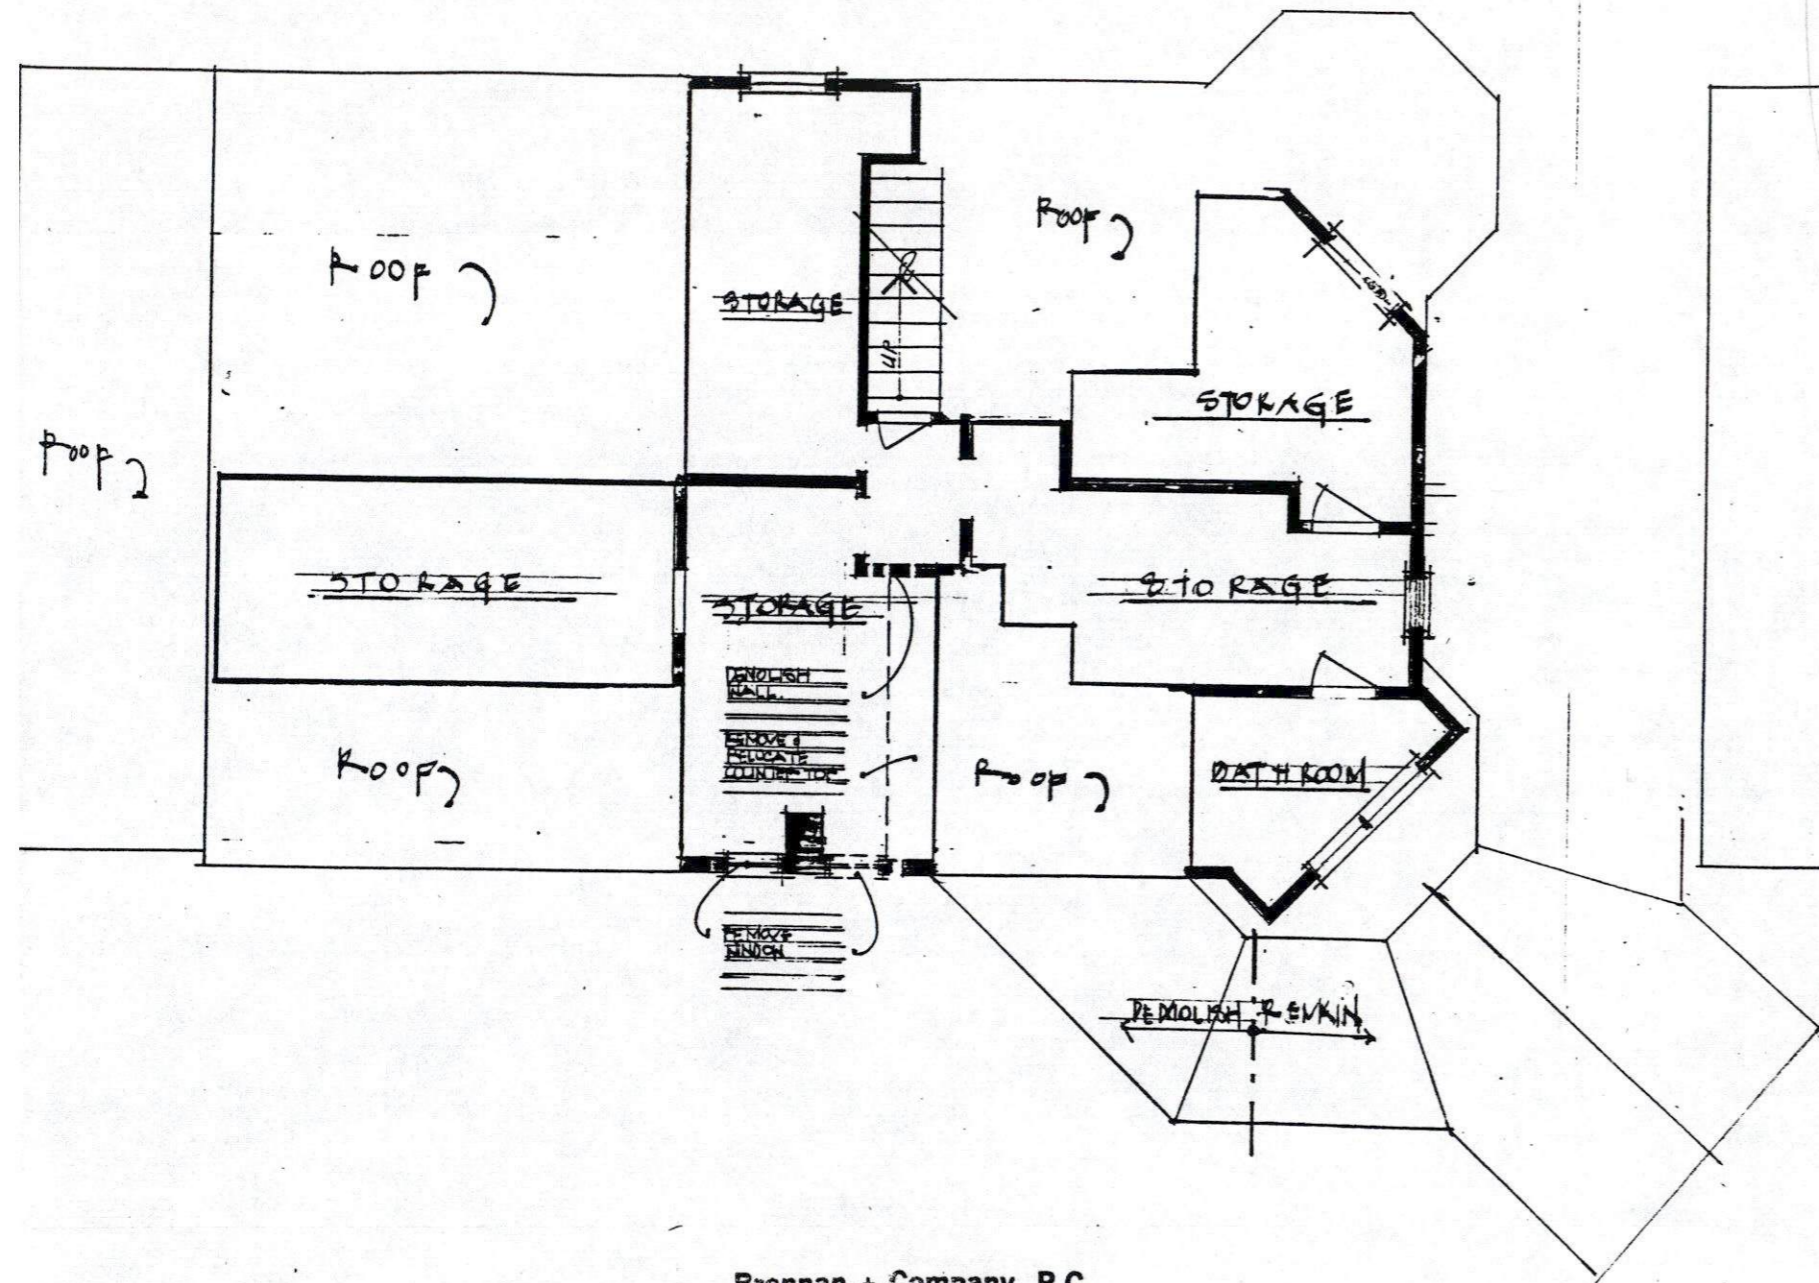 ROOF
ROOF
STORAGE
UP
STORAGE
ROOF
STORAGE
STORAGE
STORAGE
DEMOLISH
WALL.
REMOVE &
RELOCATE
COUNTER TOP
ROOF
ROOF
BATHROOM
REMOVE
WINDOW
DEMOLISH REMAIN
Brennan + Company P.C.